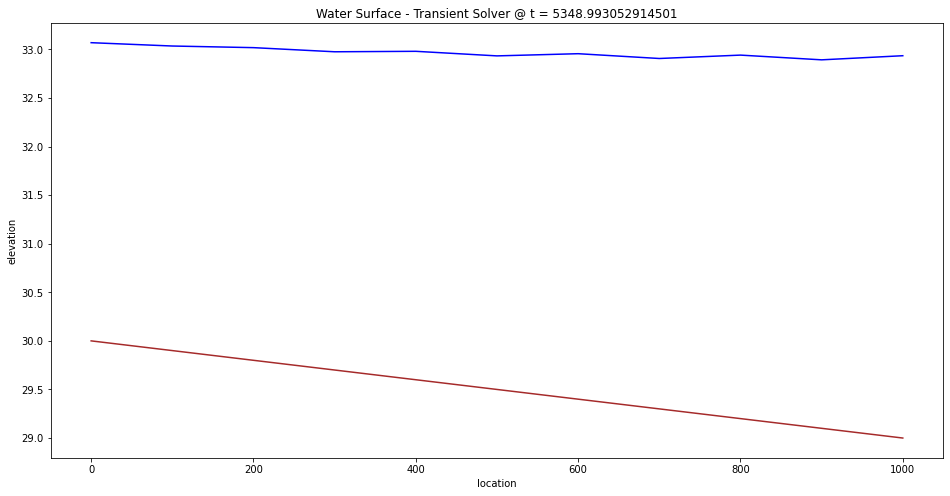 Water Surface - Transient Solver @ t = 5348.993052914501
33.0
32.5
32.0
31.5
31.0
30.5
30.0
29.5
29.0
elevation
0 200 400 600 800 1000
location